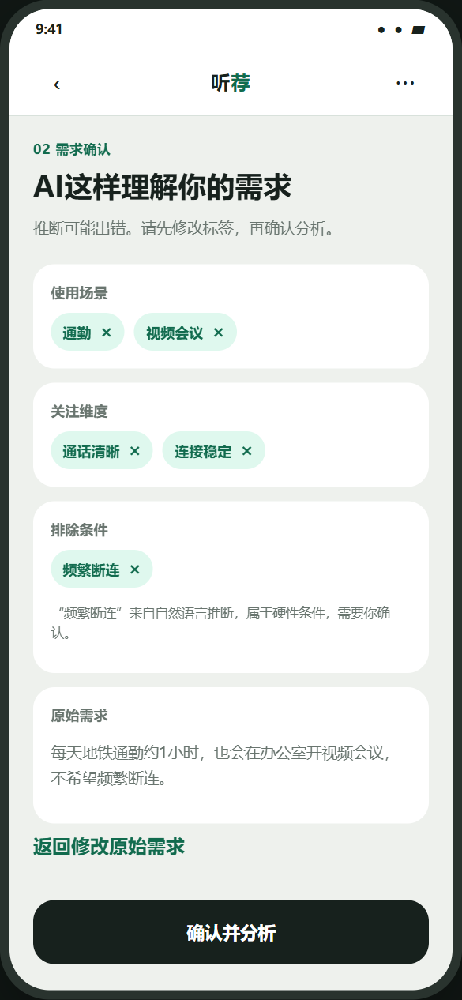 9:41
‹ 听荐 ···
02 需求确认
AI这样理解你的需求
推断可能出错。请先修改标签，再确认分析。
使用场景
通勤 × 视频会议 ×
关注维度
通话清晰 × 连接稳定 ×
排除条件
频繁断连 ×
“频繁断连”来自自然语言推断，属于硬性条件，需要你确
认。
原始需求
每天地铁通勤约1小时，也会在办公室开视频会议，
不希望频繁断连。
返回修改原始需求
确认并分析